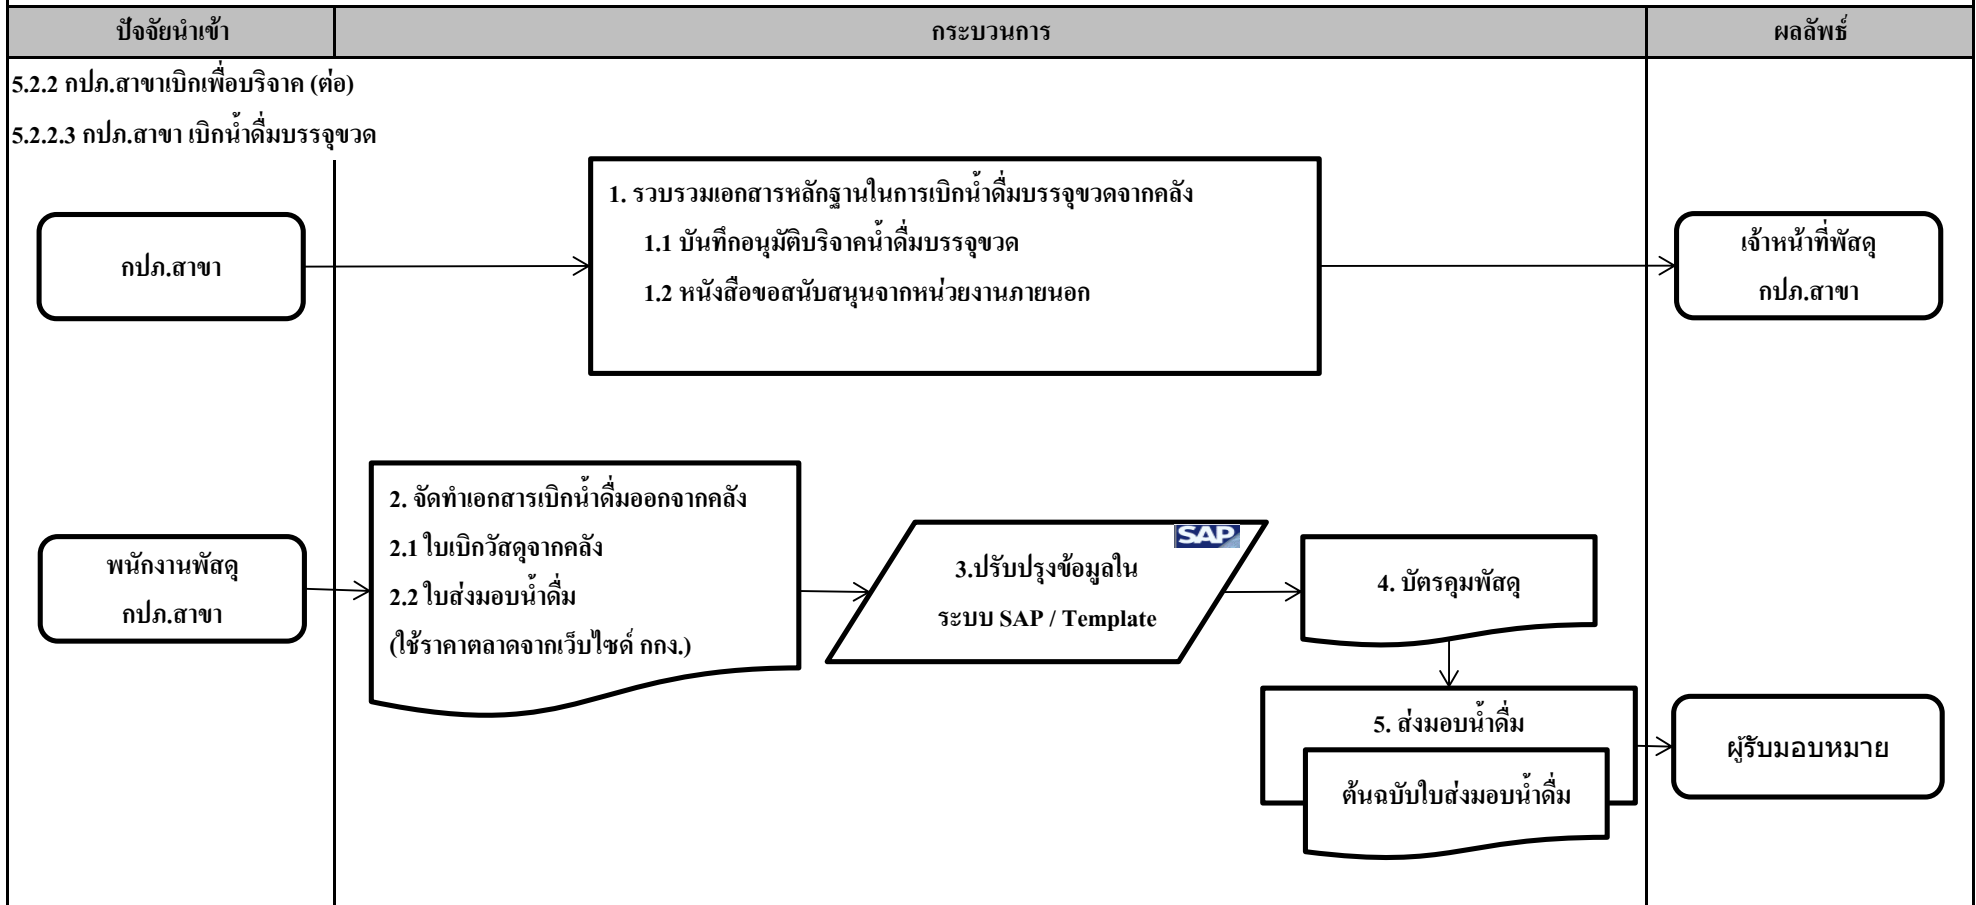 ปัจจัยนำเข้า กระบวนการ ผลลัพธ์
5.2.2 กปภ.สาขาเบิกเพื่อบริจาค (ต่อ)
5.2.2.3 กปภ.สาขา เบิกน้ำดื่มบรรจุขวด
กปภ.สาขา
1. รวบรวมเอกสารหลักฐานในการเบิกน้ำดื่มบรรจุขวดจากคลัง
1.1 บันทึกอนุมัติบริจาคน้ำดื่มบรรจุขวด
1.2 หนังสือขอสนับสนุนจากหน่วยงานภายนอก
เจ้าหน้าที่พัสดุ
กปภ.สาขา
พนักงานพัสดุ
กปภ.สาขา
2. จัดทำเอกสารเบิกน้ำดื่มออกจากคลัง
2.1 ใบเบิกวัสดุจากคลัง
2.2 ใบส่งมอบน้ำดื่ม
(ใช้ราคาตลาดจากเว็บไซด์ กกง.)
SAP
3.ปรับปรุงข้อมูลใน
ระบบ SAP / Template
4. บัตรคุมพัสดุ
5. ส่งมอบน้ำดื่ม
ต้นฉบับใบส่งมอบน้ำดื่ม
ผู้รับมอบหมาย